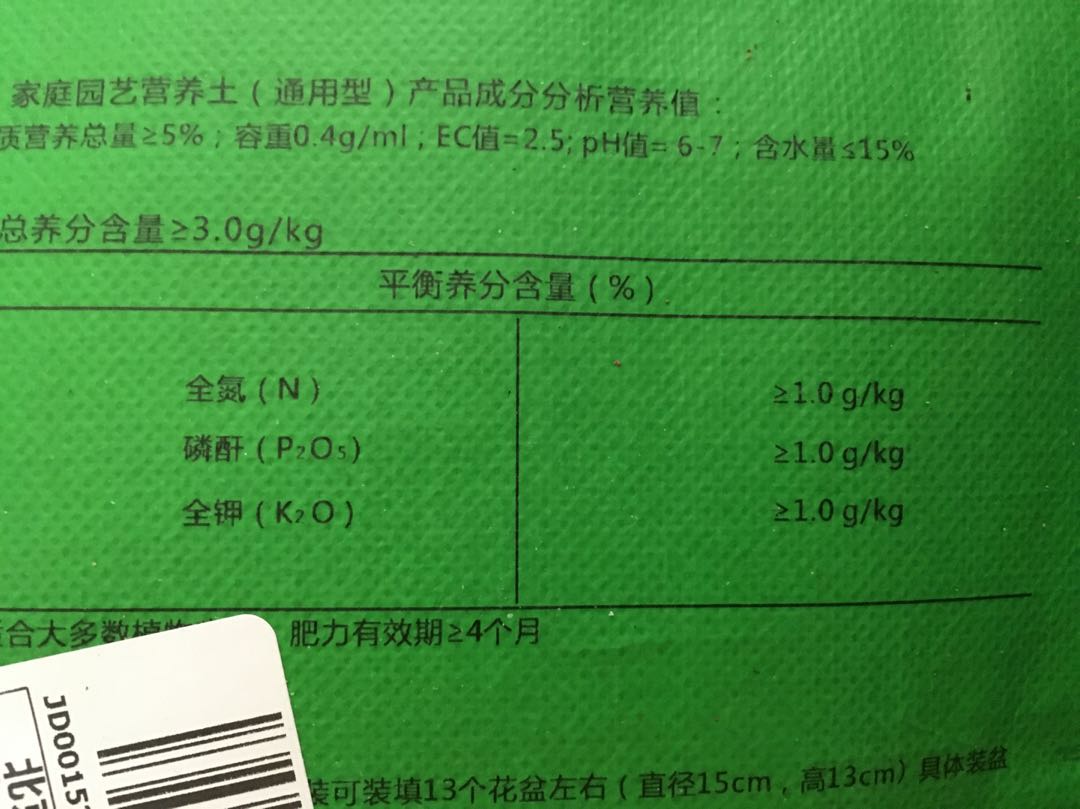 家庭园艺营养土（通用型）产品成分分析营养值：
质营养总量≥5%；容重0.4g/ml；EC值=2.5; pH值= 6-7；含水量≤15%
总养分含量≥3.0g/kg
平衡养分含量（%）
全氮（N） ≥1.0 g/kg
磷酐（P₂O₅） ≥1.0 g/kg
全钾（K₂O） ≥1.0 g/kg
合大多数植物 肥力有效期≥4个月
JD0015
北
装可装填13个花盆左右（直径15cm，高13cm）具体装盆